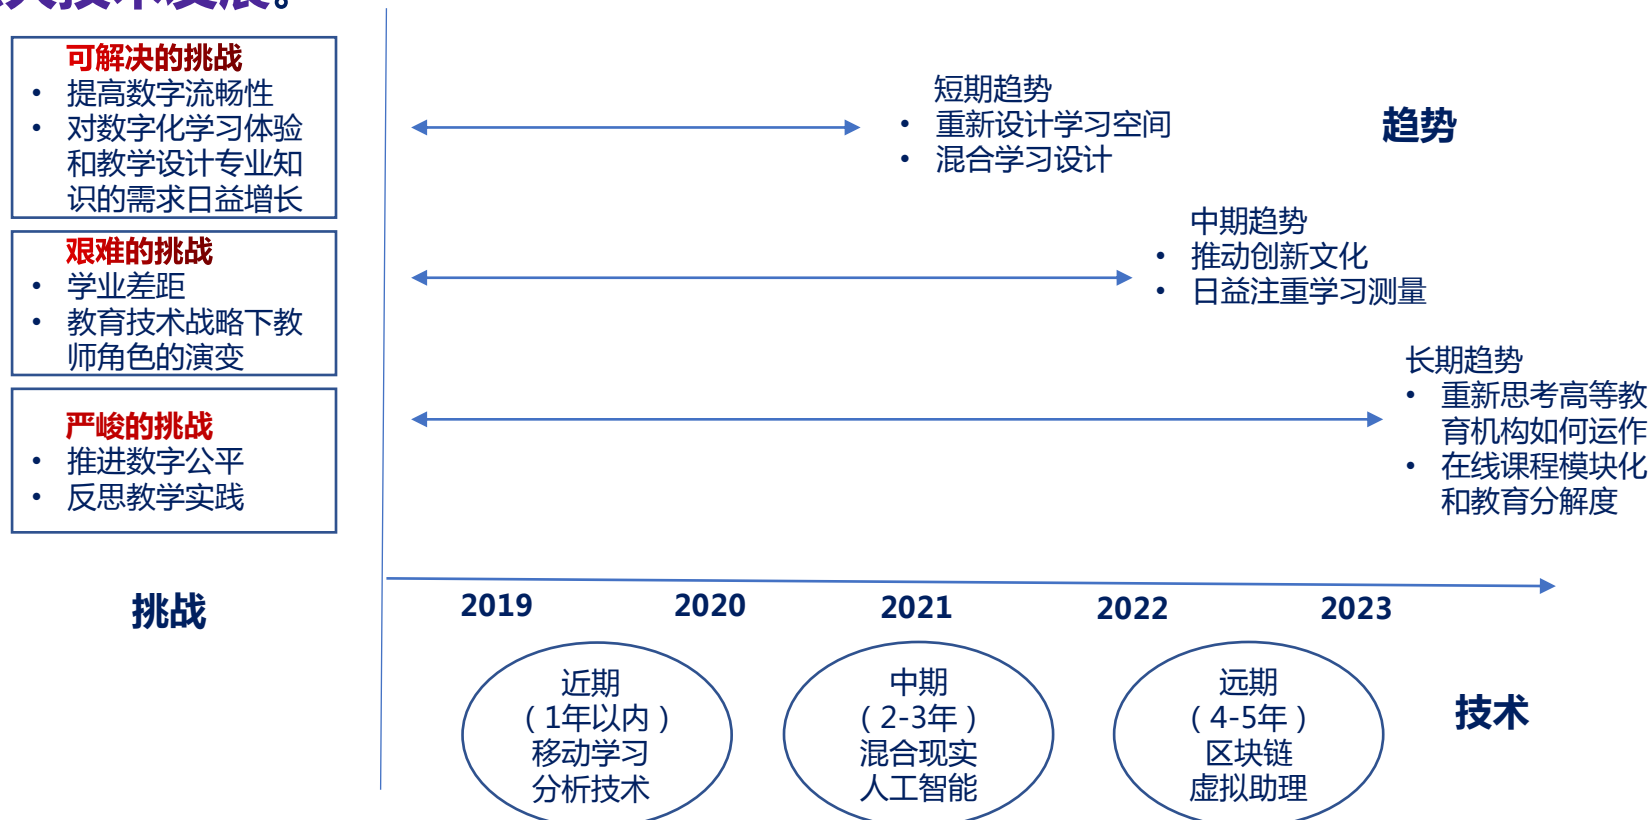 技术发展。
可解决的挑战
• 提高数字流畅性
• 对数字化学习体验
和教学设计专业知
识的需求日益增长
艰难的挑战
• 学业差距
• 教育技术战略下教
师角色的演变
严峻的挑战
• 推进数字公平
• 反思教学实践
挑战
短期趋势
• 重新设计学习空间
• 混合学习设计
趋势
中期趋势
• 推动创新文化
• 日益注重学习测量
长期趋势
• 重新思考高等教
育机构如何运作
• 在线课程模块化
和教育分解度
2019 2020 2021 2022 2023
近期
（1年以内）
移动学习
分析技术
中期
（2-3年）
混合现实
人工智能
远期
（4-5年）
区块链
虚拟助理
技术